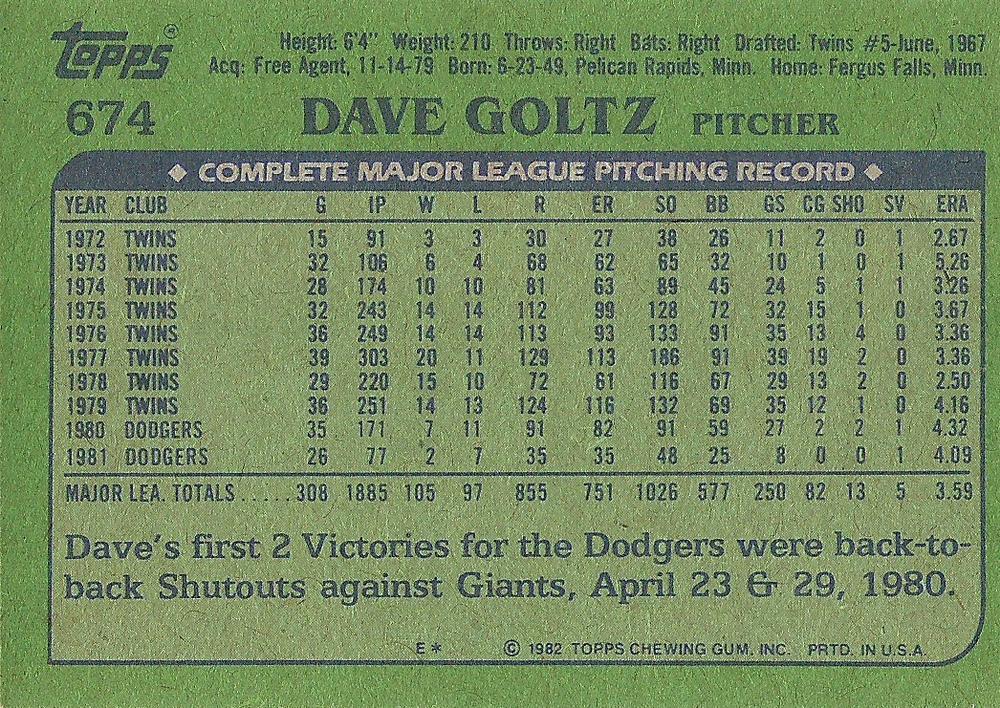 Topps® Height: 6'4" Weight: 210 Throws: Right Bats: Right Drafted: Twins #5-June, 1967
Acq: Free Agent, 11-14-79 Born: 6-23-49, Pelican Rapids, Minn. Home: Fergus Falls, Minn.
674 DAVE GOLTZ PITCHER
◆ COMPLETE MAJOR LEAGUE PITCHING RECORD ◆
YEAR CLUB G IP W L R ER SO BB GS CG SHO SV ERA
1972 TWINS 15 91 3 3 30 27 38 26 11 2 0 1 2.67
1973 TWINS 32 106 6 4 68 62 65 32 10 1 0 1 5.26
1974 TWINS 28 174 10 10 81 63 89 45 24 5 1 1 3.26
1975 TWINS 32 243 14 14 112 99 128 72 32 15 1 0 3.67
1976 TWINS 36 249 14 14 113 93 133 91 35 13 4 0 3.36
1977 TWINS 39 303 20 11 129 113 186 91 39 19 2 0 3.36
1978 TWINS 29 220 15 10 72 61 116 67 29 13 2 0 2.50
1979 TWINS 36 251 14 13 124 116 132 69 35 12 1 0 4.16
1980 DODGERS 35 171 7 11 91 82 91 59 27 2 2 1 4.32
1981 DODGERS 26 77 2 7 35 35 48 25 8 0 0 1 4.09
MAJOR LEA. TOTALS.....308 1885 105 97 855 751 1026 577 250 82 13 5 3.59
Dave's first 2 Victories for the Dodgers were back-to-
back Shutouts against Giants, April 23 & 29, 1980.
E* © 1982 TOPPS CHEWING GUM, INC. PRTD. IN U.S.A.